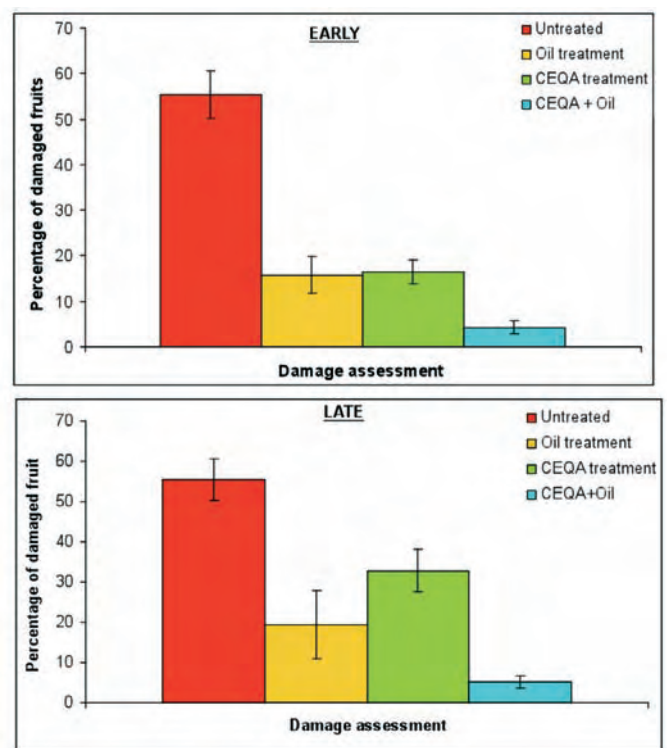 EARLY
Untreated
Oil treatment
CEQA treatment
CEQA + Oil
Percentage of damaged fruits
70
60
50
40
30
20
10
0
Damage assessment
LATE
Untreated
Oil treatment
CEQA treatment
CEQA+Oil
Percentage of damaged fruit
70
60
50
40
30
20
10
0
Damage assessment